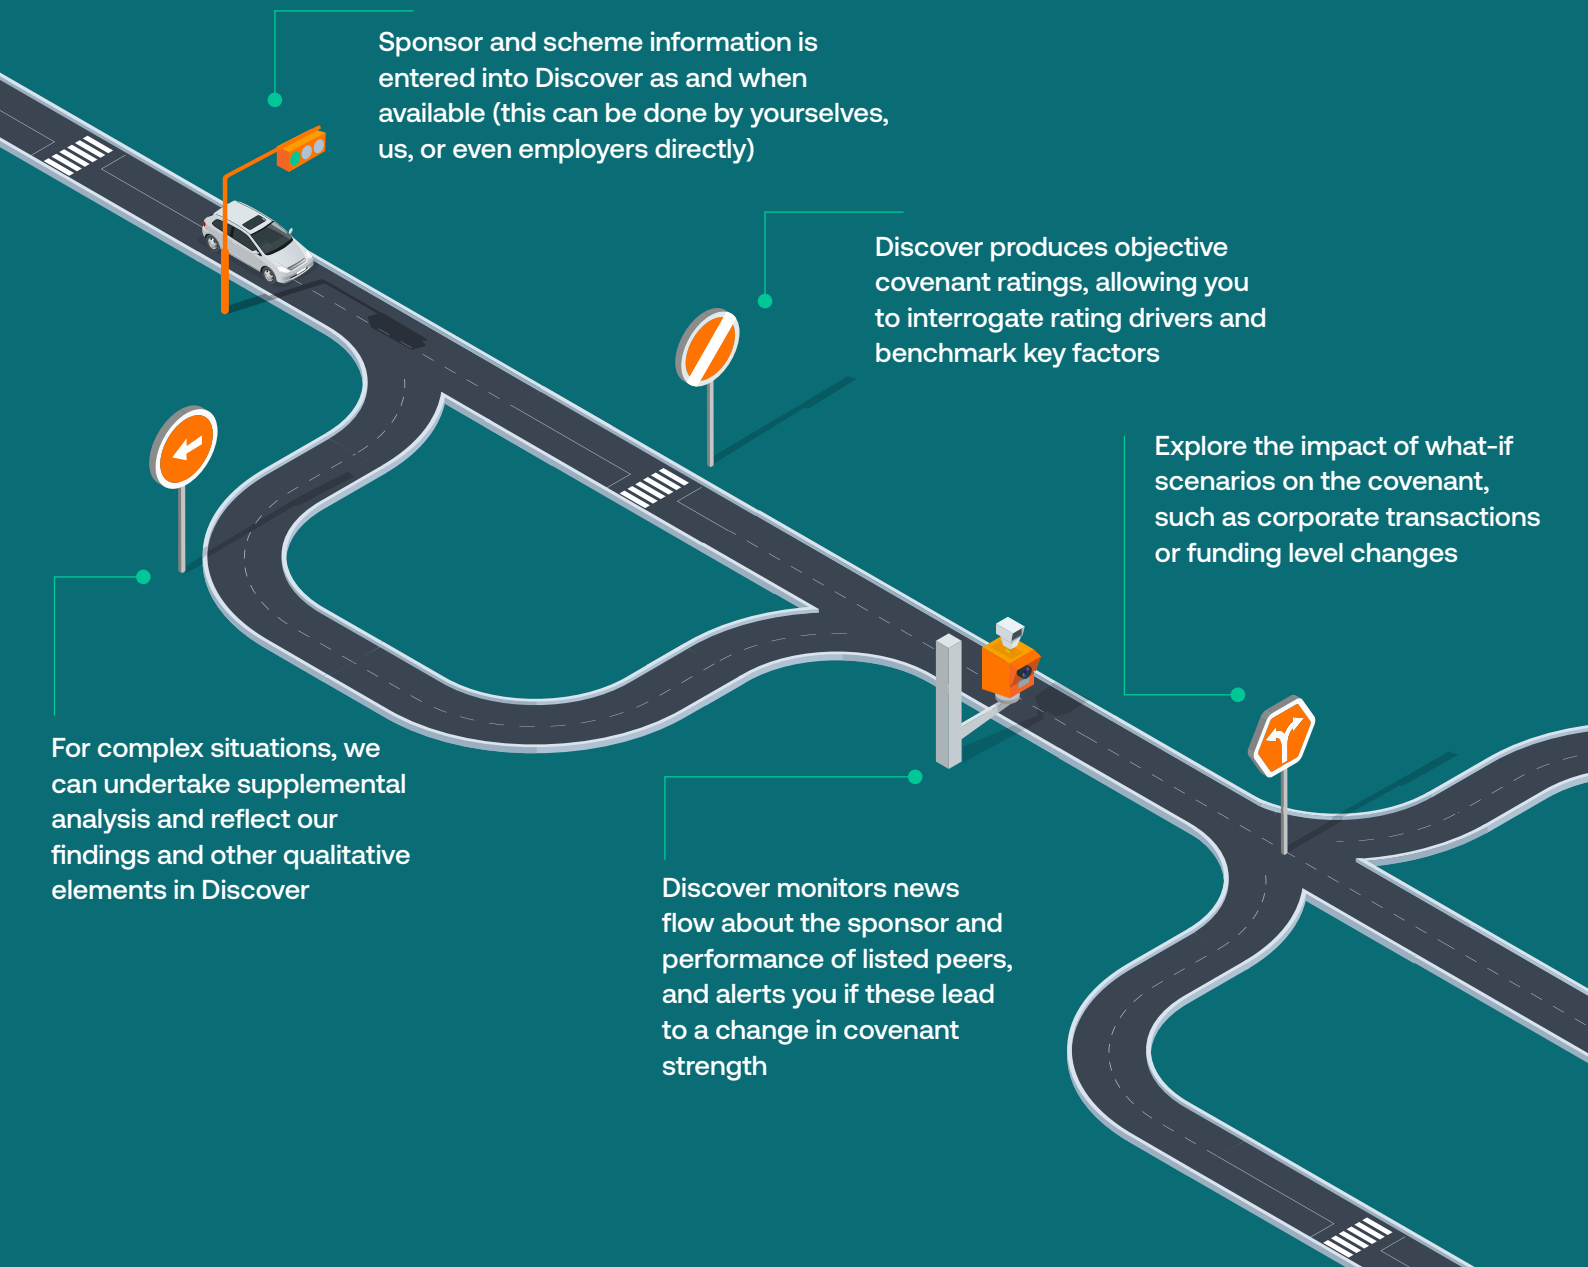 Sponsor and scheme information is
entered into Discover as and when
available (this can be done by yourselves,
us, or even employers directly)
Discover produces objective
covenant ratings, allowing you
to interrogate rating drivers and
benchmark key factors
Explore the impact of what-if
scenarios on the covenant,
such as corporate transactions
or funding level changes
For complex situations, we
can undertake supplemental
analysis and reflect our
findings and other qualitative
elements in Discover
Discover monitors news
flow about the sponsor and
performance of listed peers,
and alerts you if these lead
to a change in covenant
strength